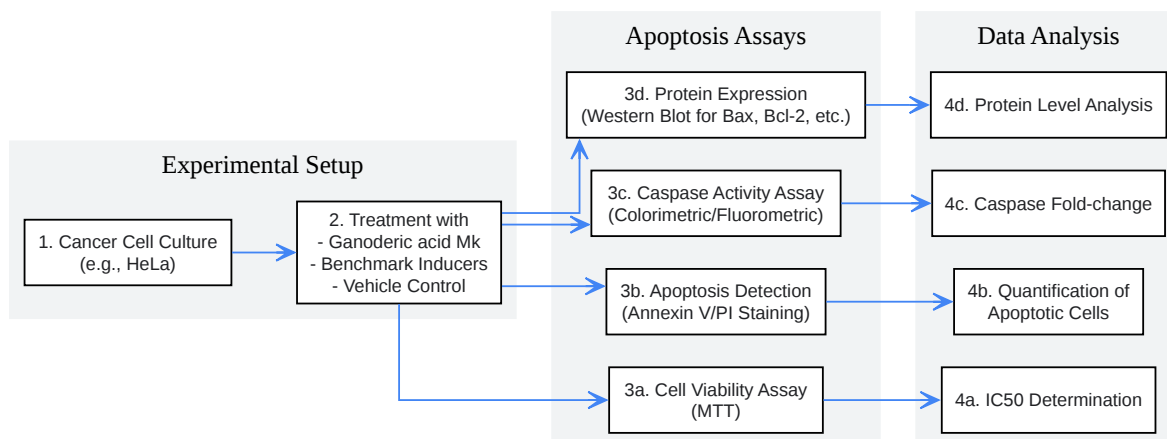 Experimental Setup
1. Cancer Cell Culture
(e.g., HeLa)
2. Treatment with
- Ganoderic acid Mk
- Benchmark Inducers
- Vehicle Control
Apoptosis Assays
3d. Protein Expression
(Western Blot for Bax, Bcl-2, etc.)
3c. Caspase Activity Assay
(Colorimetric/Fluorometric)
3b. Apoptosis Detection
(Annexin V/PI Staining)
3a. Cell Viability Assay
(MTT)
Data Analysis
4d. Protein Level Analysis
4c. Caspase Fold-change
4b. Quantification of
Apoptotic Cells
4a. IC50 Determination